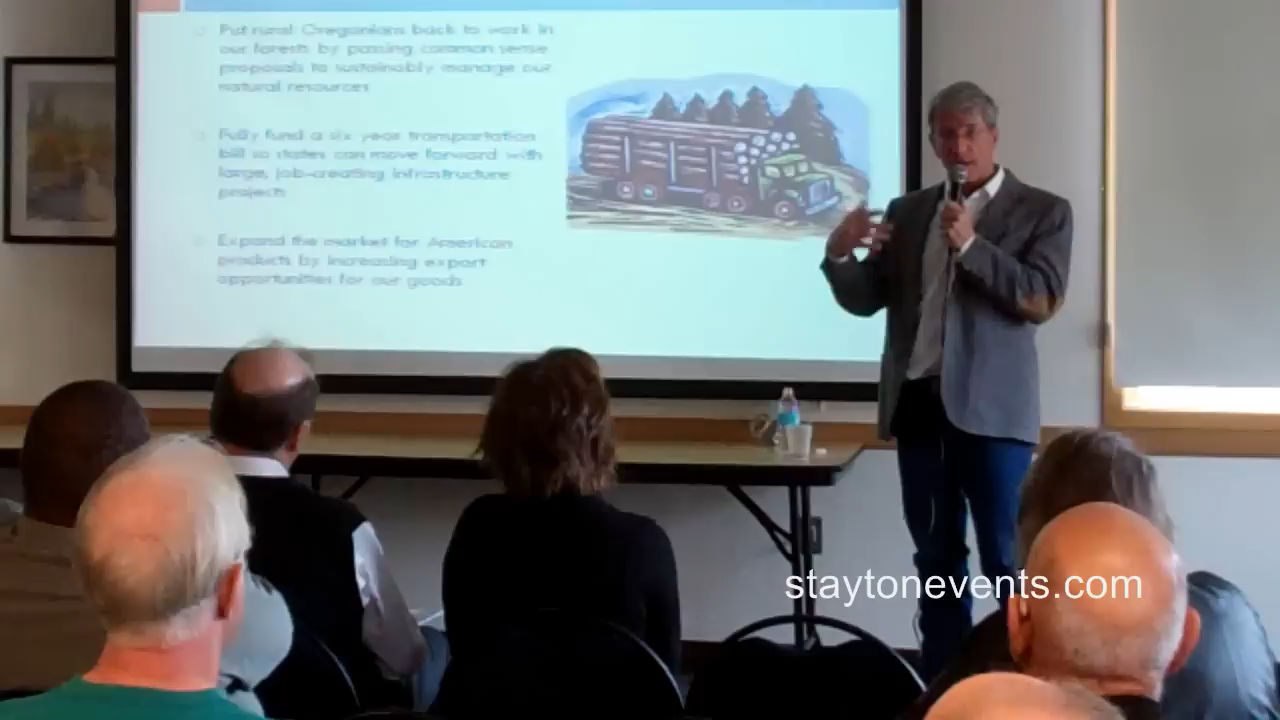 Put rural Oregonians back to work in
our forests by passing common sense
proposals to sustainably manage our
natural resources
Fully fund a six year transportation
bill so states can move forward with
large, job-creating infrastructure
projects
Expand the market for American
products by increasing export
opportunities for our goods
staytonevents.com